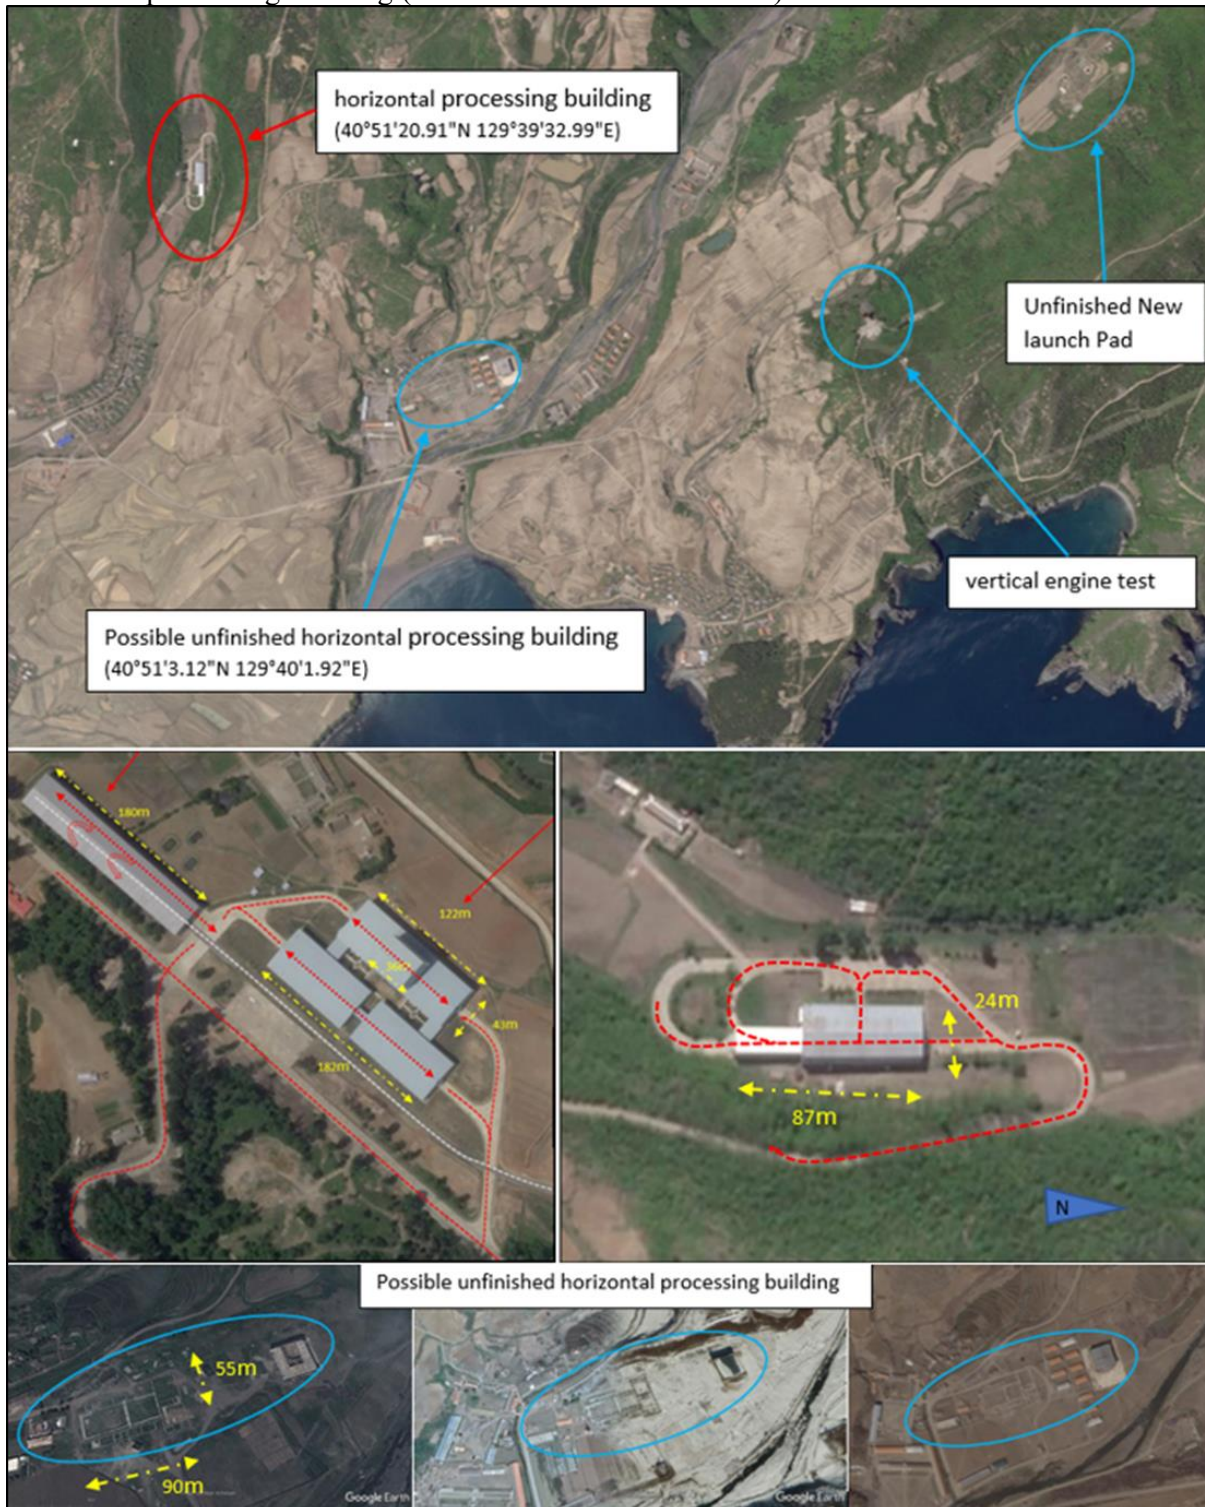 horizontal processing building
(40°51'20.91"N 129°39'32.99"E)
Unfinished New
launch Pad
vertical engine test
Possible unfinished horizontal processing building
(40°51'3.12"N 129°40'1.92"E)
180m
122m
43m
182m
24m
87m
N
Possible unfinished horizontal processing building
55m
90m
Google Earth
Google Earth